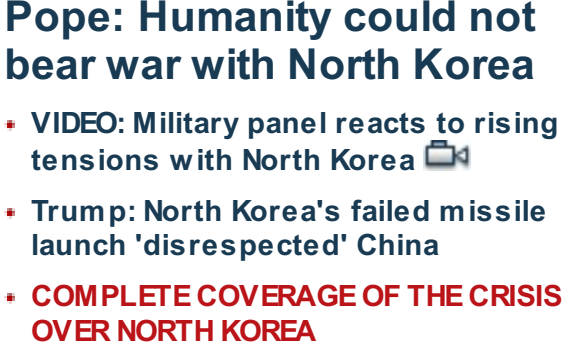 Pope: Humanity could not
bear war with North Korea
VIDEO: Military panel reacts to rising
tensions with North Korea
Trump: North Korea's failed missile
launch 'disrespected' China
COMPLETE COVERAGE OF THE CRISIS
OVER NORTH KOREA